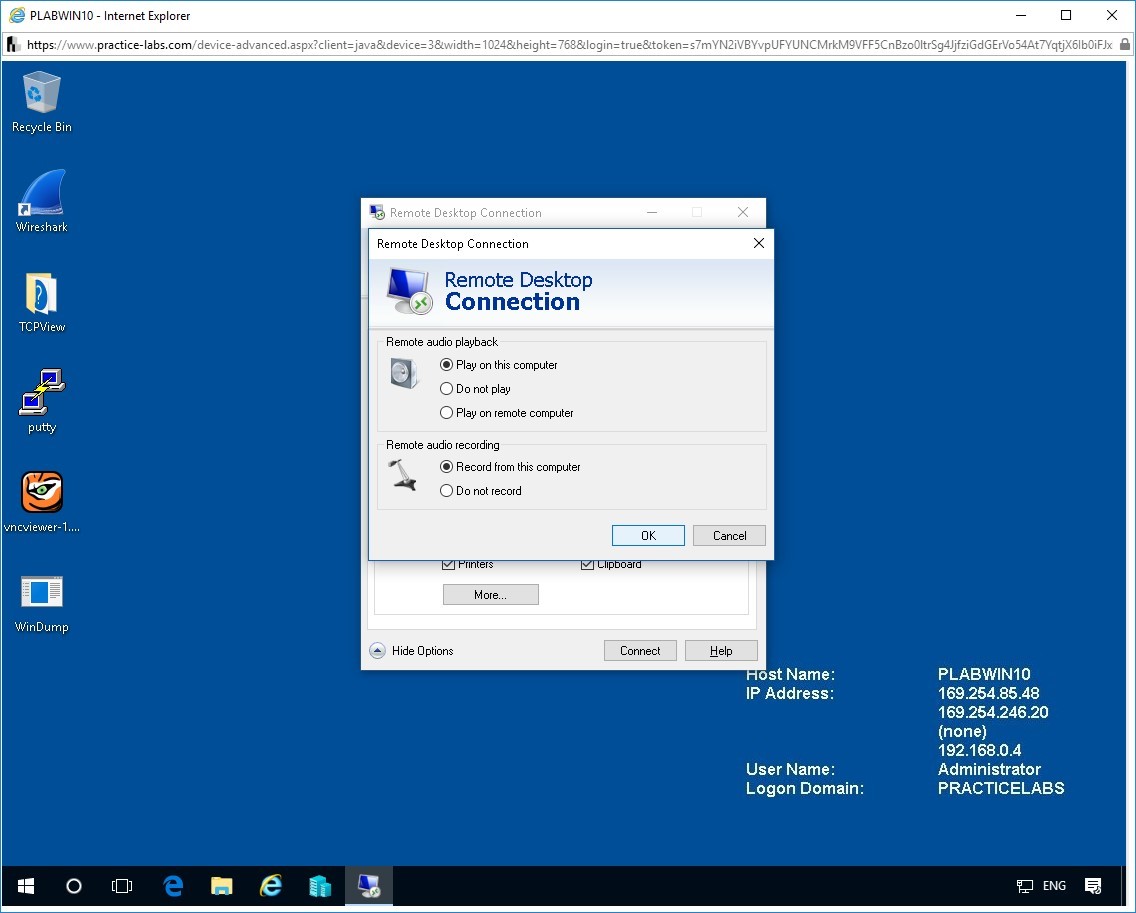 PLABWIN10 - Internet Explorer
https://www.practice-labs.com/device-advanced.aspx?client=java&device=3&width=1024&height=768&login=true&token=s7mYN2iVBYvpUFYUNCMrkM9VFF5CnBzo0ItrSg4JjfziGdGErVo54At7YqtjX6Ib0iFJx
Recycle Bin
Wireshark
TCPView
putty
vncviewer-1....
WinDump
Remote Desktop Connection
Remote Desktop Connection
Remote Desktop
Connection
Remote audio playback
Play on this computer
Do not play
Play on remote computer
Remote audio recording
Record from this computer
Do not record
OK Cancel
Printers Clipboard
More...
Hide Options Connect Help
Host Name: PLABWIN10
IP Address: 169.254.85.48
169.254.246.20
(none)
192.168.0.4
User Name: Administrator
Logon Domain: PRACTICELABS
ENG